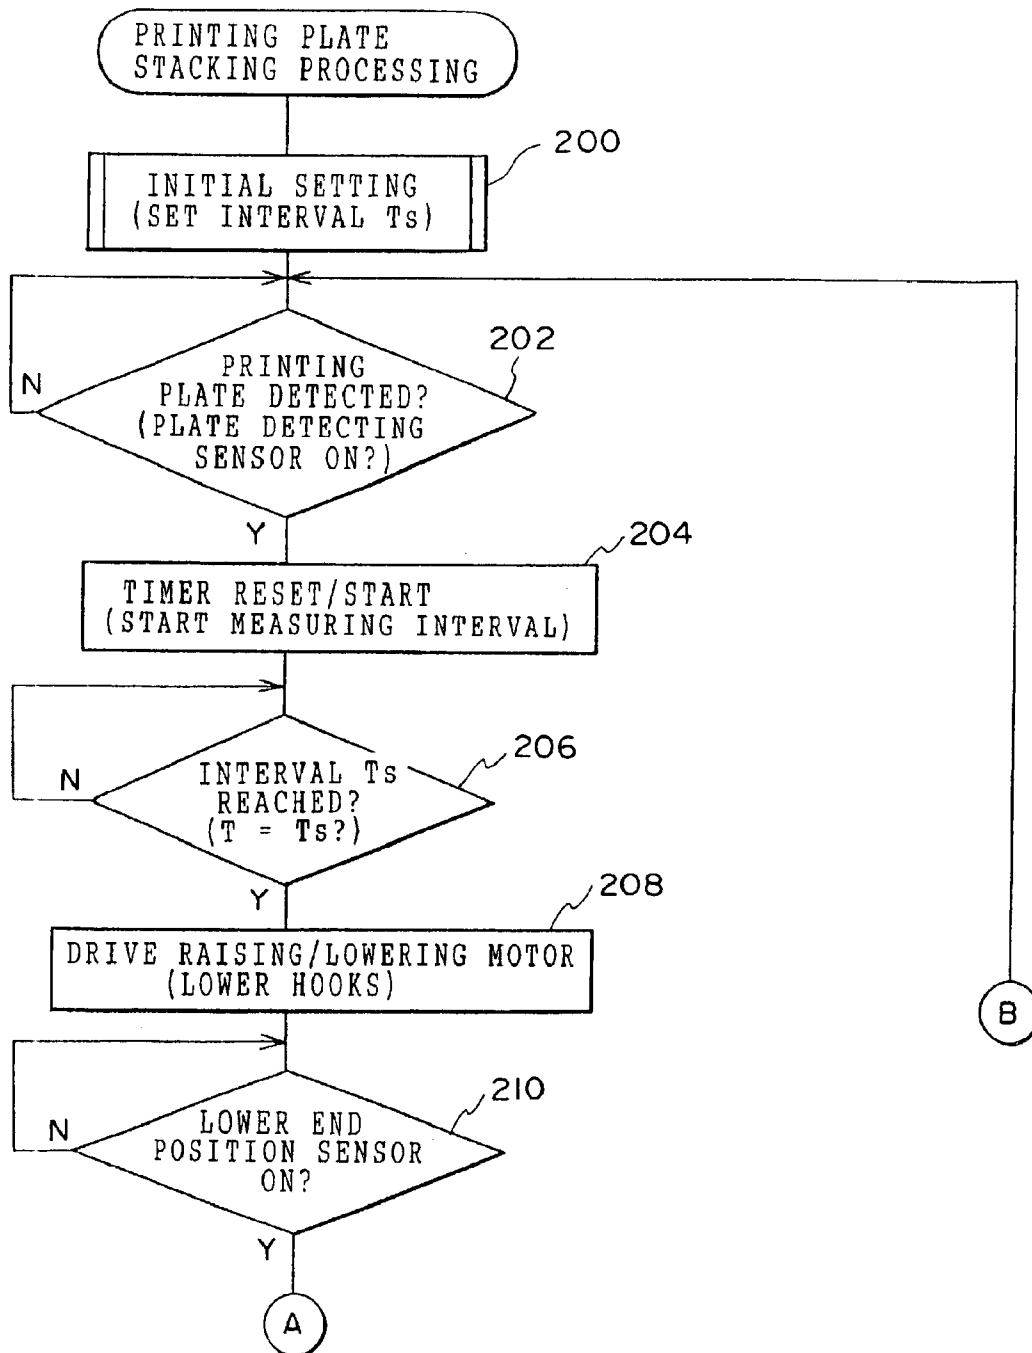 PRINTING PLATE
STACKING PROCESSING
200
INITIAL SETTING
(SET INTERVAL Ts)
202
N
PRINTING
PLATE DETECTED?
(PLATE DETECTING
SENSOR ON?)
Y
204
TIMER RESET/START
(START MEASURING INTERVAL)
206
N
INTERVAL Ts
REACHED?
(T = Ts?)
Y
208
DRIVE RAISING/LOWERING MOTOR
(LOWER HOOKS)
B
210
N
LOWER END
POSITION SENSOR
ON?
Y
A